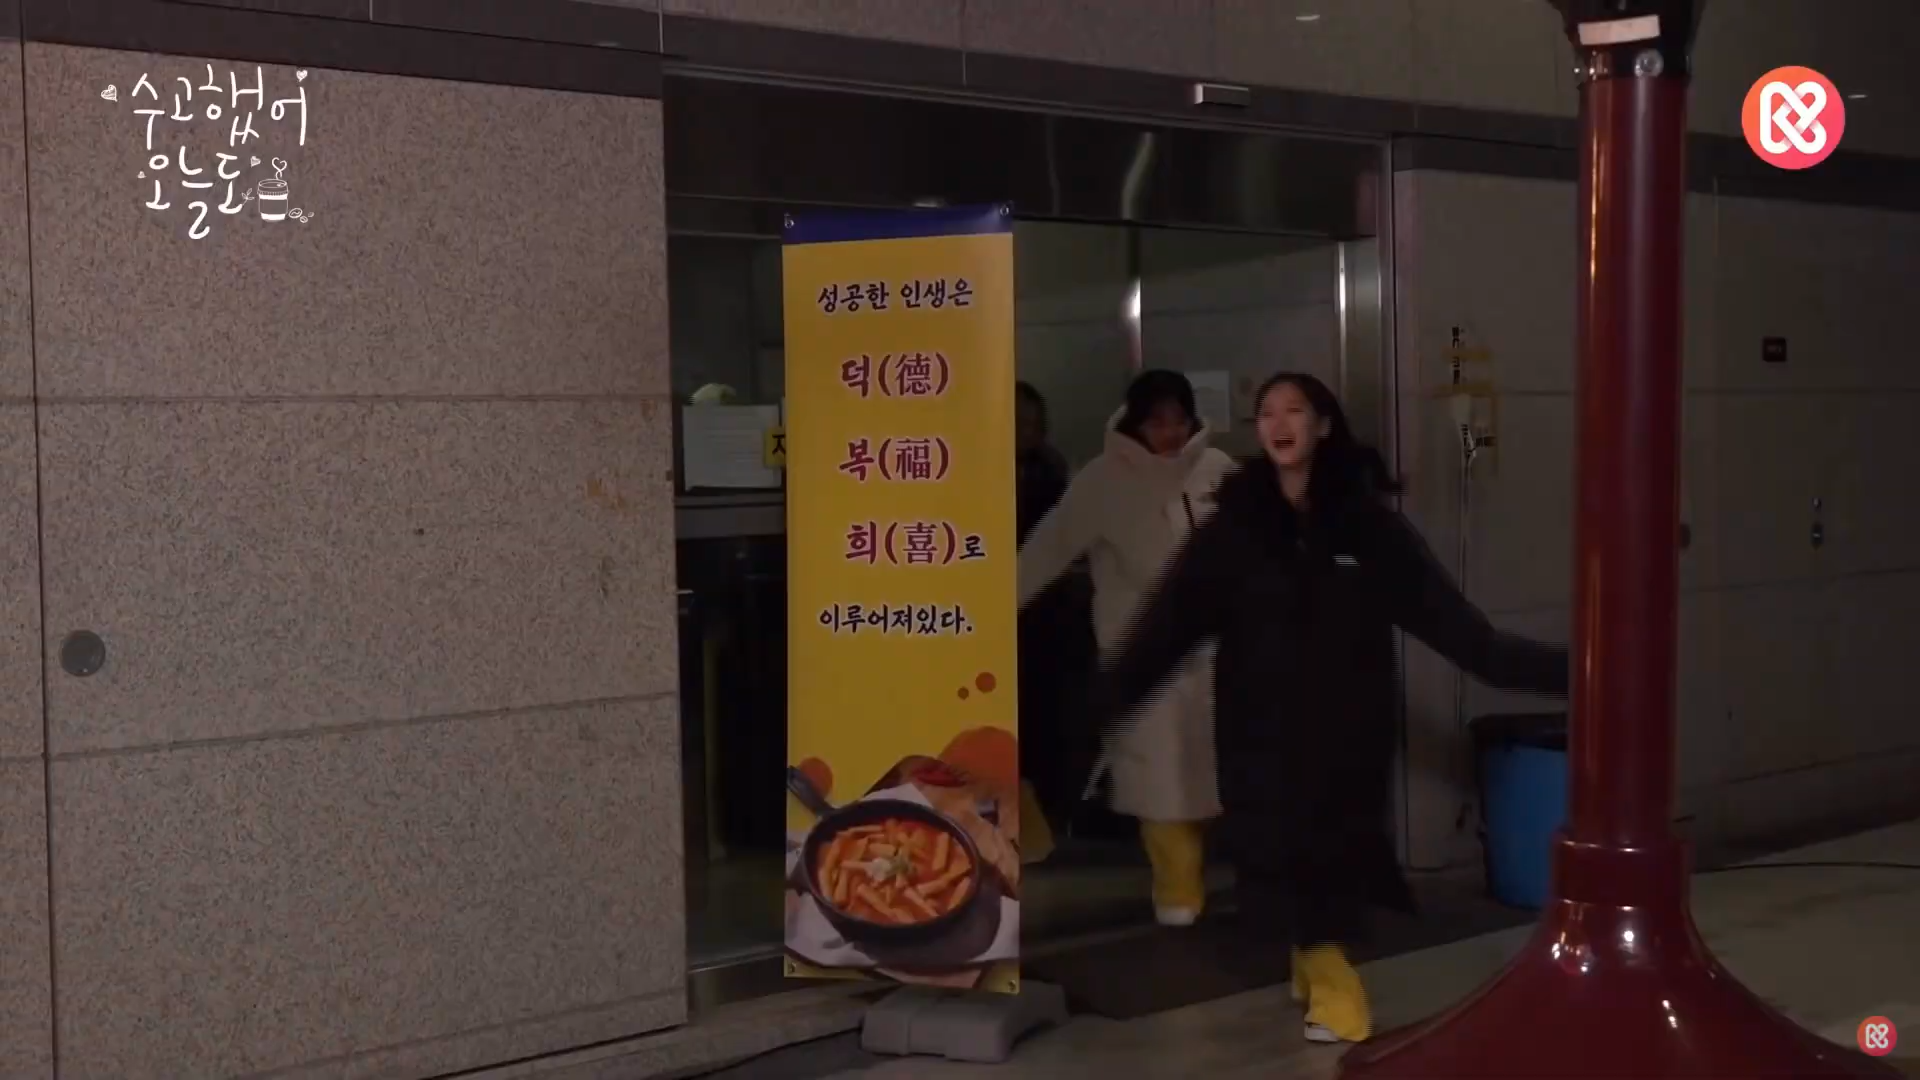 수고했어
오늘도
성공한 인생은
덕(德)
복(福)
희(喜)로
이루어져있다.